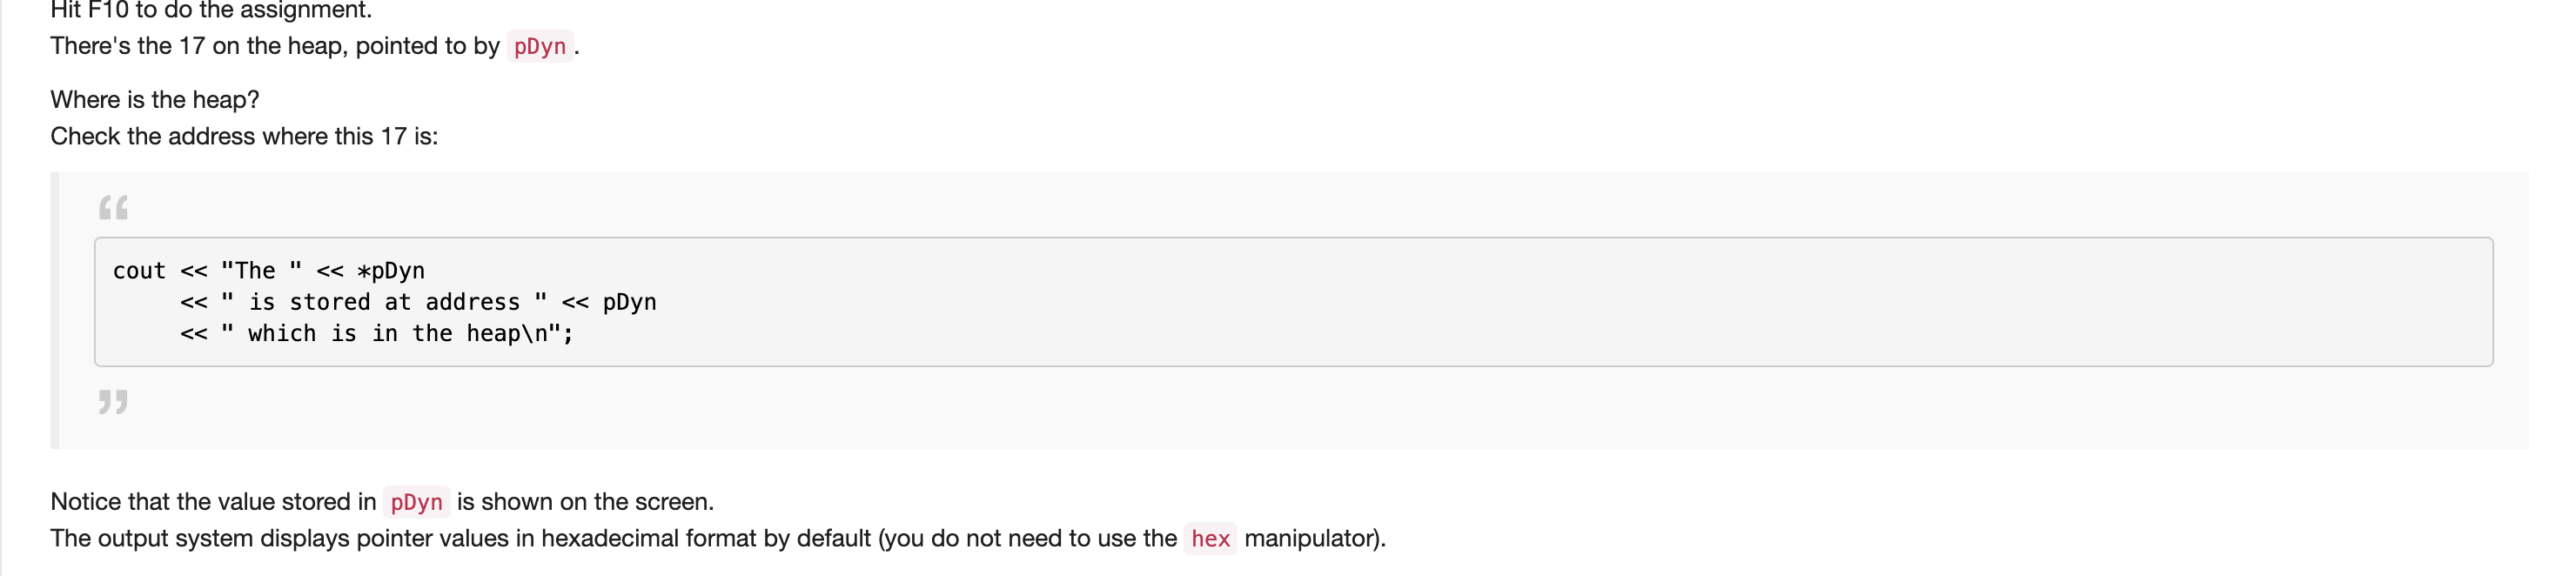 Hit F10 to do the assignment.
There's the 17 on the heap, pointed to by pDyn .
Where is the heap?
Check the address where this 17 is:
“
cout << "The " << *pDyn
     << " is stored at address " << pDyn
     << " which is in the heap\n";
”
Notice that the value stored in pDyn is shown on the screen.
The output system displays pointer values in hexadecimal format by default (you do not need to use the hex manipulator).